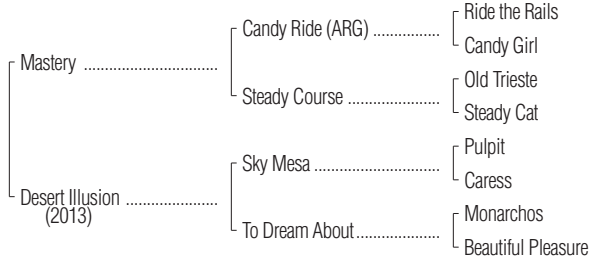 Ride the Rails
Candy Ride (ARG) .................
Candy Girl
Mastery ..................................
Old Trieste
Steady Course .......................
Steady Cat
Pulpit
Sky Mesa ................................
Caress
Desert Illusion .......................
(2013)
Monarchos
To Dream About.....................
Beautiful Pleasure